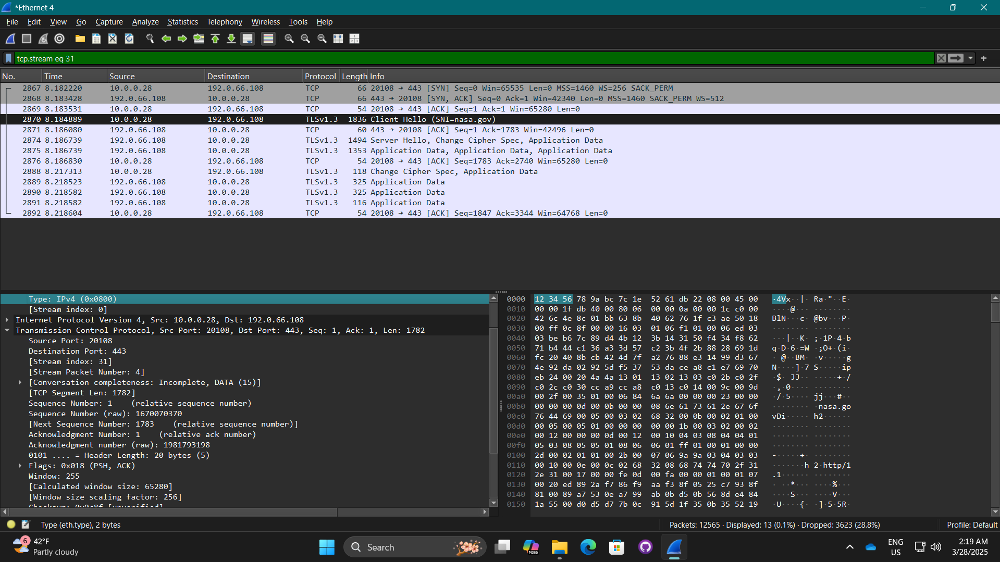 *Ethernet 4
File Edit View Go Capture Analyze Statistics Telephony Wireless Tools Help
tcp.stream eq 31
No. Time Source Destination Protocol Length Info
2867 8.182220 10.0.0.28 192.0.66.108 TCP 66 20108 → 443 [SYN] Seq=0 Win=65535 Len=0 MSS=1460 WS=256 SACK_PERM
2868 8.183428 192.0.66.108 10.0.0.28 TCP 66 443 → 20108 [SYN, ACK] Seq=0 Ack=1 Win=42340 Len=0 MSS=1460 SACK_PERM WS=512
2869 8.183531 10.0.0.28 192.0.66.108 TCP 54 20108 → 443 [ACK] Seq=1 Ack=1 Win=65280 Len=0
2870 8.184889 10.0.0.28 192.0.66.108 TLSv1.3 1836 Client Hello (SNI=nasa.gov)
2871 8.186080 192.0.66.108 10.0.0.28 TCP 60 443 → 20108 [ACK] Seq=1 Ack=1783 Win=42496 Len=0
2874 8.186739 192.0.66.108 10.0.0.28 TLSv1.3 1494 Server Hello, Change Cipher Spec, Application Data
2875 8.186739 192.0.66.108 10.0.0.28 TLSv1.3 1353 Application Data, Application Data, Application Data
2876 8.186830 10.0.0.28 192.0.66.108 TCP 54 20108 → 443 [ACK] Seq=1783 Ack=2740 Win=65280 Len=0
2888 8.217313 10.0.0.28 192.0.66.108 TLSv1.3 118 Change Cipher Spec, Application Data
2889 8.218523 192.0.66.108 10.0.0.28 TLSv1.3 325 Application Data
2890 8.218582 192.0.66.108 10.0.0.28 TLSv1.3 325 Application Data
2891 8.218582 192.0.66.108 10.0.0.28 TLSv1.3 116 Application Data
2892 8.218604 10.0.0.28 192.0.66.108 TCP 54 20108 → 443 [ACK] Seq=1847 Ack=3344 Win=64768 Len=0
Type: IPv4 (0x0800)
[Stream index: 0]
Internet Protocol Version 4, Src: 10.0.0.28, Dst: 192.0.66.108
Transmission Control Protocol, Src Port: 20108, Dst Port: 443, Seq: 1, Ack: 1, Len: 1782
Source Port: 20108
Destination Port: 443
[Stream index: 31]
[Stream Packet Number: 4]
[Conversation completeness: Incomplete, DATA (15)]
[TCP Segment Len: 1782]
Sequence Number: 1 (relative sequence number)
Sequence Number (raw): 1670070370
[Next Sequence Number: 1783 (relative sequence number)]
Acknowledgment Number: 1 (relative ack number)
Acknowledgment number (raw): 1981793198
0101 .... = Header Length: 20 bytes (5)
Flags: 0x018 (PSH, ACK)
Window: 255
[Calculated window size: 65280]
[Window size scaling factor: 256]
Checksum: 0x0c8f [unverified]
0000 12 34 56 78 9a bc 7c 1e 52 61 db 22 08 00 45 00 ·4Vx··|· Ra·"··E·
0010 00 00 1f db 40 00 80 06 00 00 0a 00 00 1c c0 00 ····@··· ········
0020 42 6c 4e 8c 01 bb 63 8b 40 62 76 1f c3 ae 50 18 BlN···c· @bv···P·
0030 00 ff 0c 8f 00 00 16 03 01 06 f1 01 00 06 ed 03 ········ ········
0040 03 be b6 7c 89 d4 4b 12 3b 14 31 50 f4 34 f8 62 ···|··K· ;·1P·4·b
0050 71 b4 44 c1 36 a3 3d 57 c2 3b 4f 2b 88 28 69 1d q·D·6·=W ·;O+·(i·
0060 fc 20 40 8b cb 42 4d 7f a2 76 88 e3 14 99 d3 67 · @··BM· ·v·····g
0070 4e 92 da 02 92 5d f5 37 53 da ce a8 c1 e7 69 70 N····]·7 S·····ip
0080 eb 24 00 20 4a 4a 13 01 13 02 13 03 c0 2b c0 2f ·$· JJ·· ·····+·/
0090 c0 2c c0 30 cc a9 cc a8 c0 13 c0 14 00 9c 00 9d ·,·0···· ········
00a0 00 2f 00 35 01 00 06 84 6a 6a 00 00 00 23 00 00 ·/·5···· jj···#··
00b0 00 00 00 0d 00 0b 00 00 08 6e 61 73 61 2e 67 6f ········ ·nasa.go
00c0 76 44 69 00 05 00 03 02 68 32 00 0b 00 02 01 00 vDi····· h2······
00d0 00 05 00 05 01 00 00 00 00 00 1b 00 03 02 00 02 ········ ········
00e0 00 12 00 00 00 0d 00 12 00 10 04 03 08 04 04 01 ········ ········
00f0 05 03 08 05 05 01 08 06 06 01 ff 01 00 01 00 00 ········ ········
0100 2d 00 02 01 01 00 2b 00 07 06 9a 9a 03 04 03 03 -·····+· ········
0110 00 10 00 0e 00 0c 02 68 32 08 68 74 74 70 2f 31 ·······h 2·http/1
0120 2e 31 00 17 00 00 fe 0d 00 fa 00 00 01 00 01 07 .1······ ········
0130 00 20 ed 89 2a f7 86 f9 aa f3 8f 05 25 c7 93 8f · ··*··· ····%···
0140 81 00 89 a7 53 0e a7 99 ab 0b d5 0b 56 8d e4 84 ····S··· ····V···
0150 1a 55 00 d0 d5 d7 7b 0c 91 5d 1f 35 0b 35 52 19 ·U····{· ·]·5·5R·
Type (eth.type), 2 bytes
Packets: 12565 · Displayed: 13 (0.1%) · Dropped: 3623 (28.8%)
Profile: Default
6
42°F
Partly cloudy
Search
M365
ENG
US
2:19 AM
3/28/2025